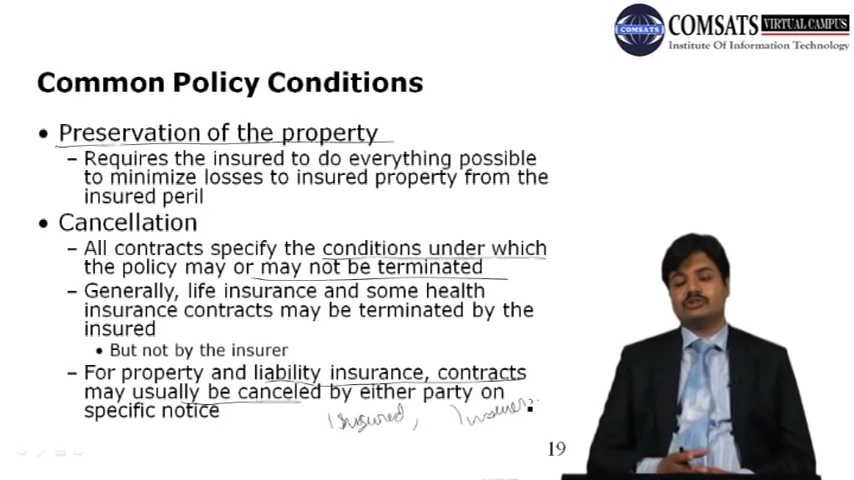 COMSATS VIRTUAL CAMPUS
COMSATS
Institute Of Information Technology
Common Policy Conditions
• Preservation of the property
– Requires the insured to do everything possible
to minimize losses to insured property from the
insured peril
• Cancellation
– All contracts specify the conditions under which
the policy may or may not be terminated
– Generally, life insurance and some health
insurance contracts may be terminated by the
insured
• But not by the insurer
– For property and liability insurance, contracts
may usually be canceled by either party on
specific notice
Insured, Insurer
19